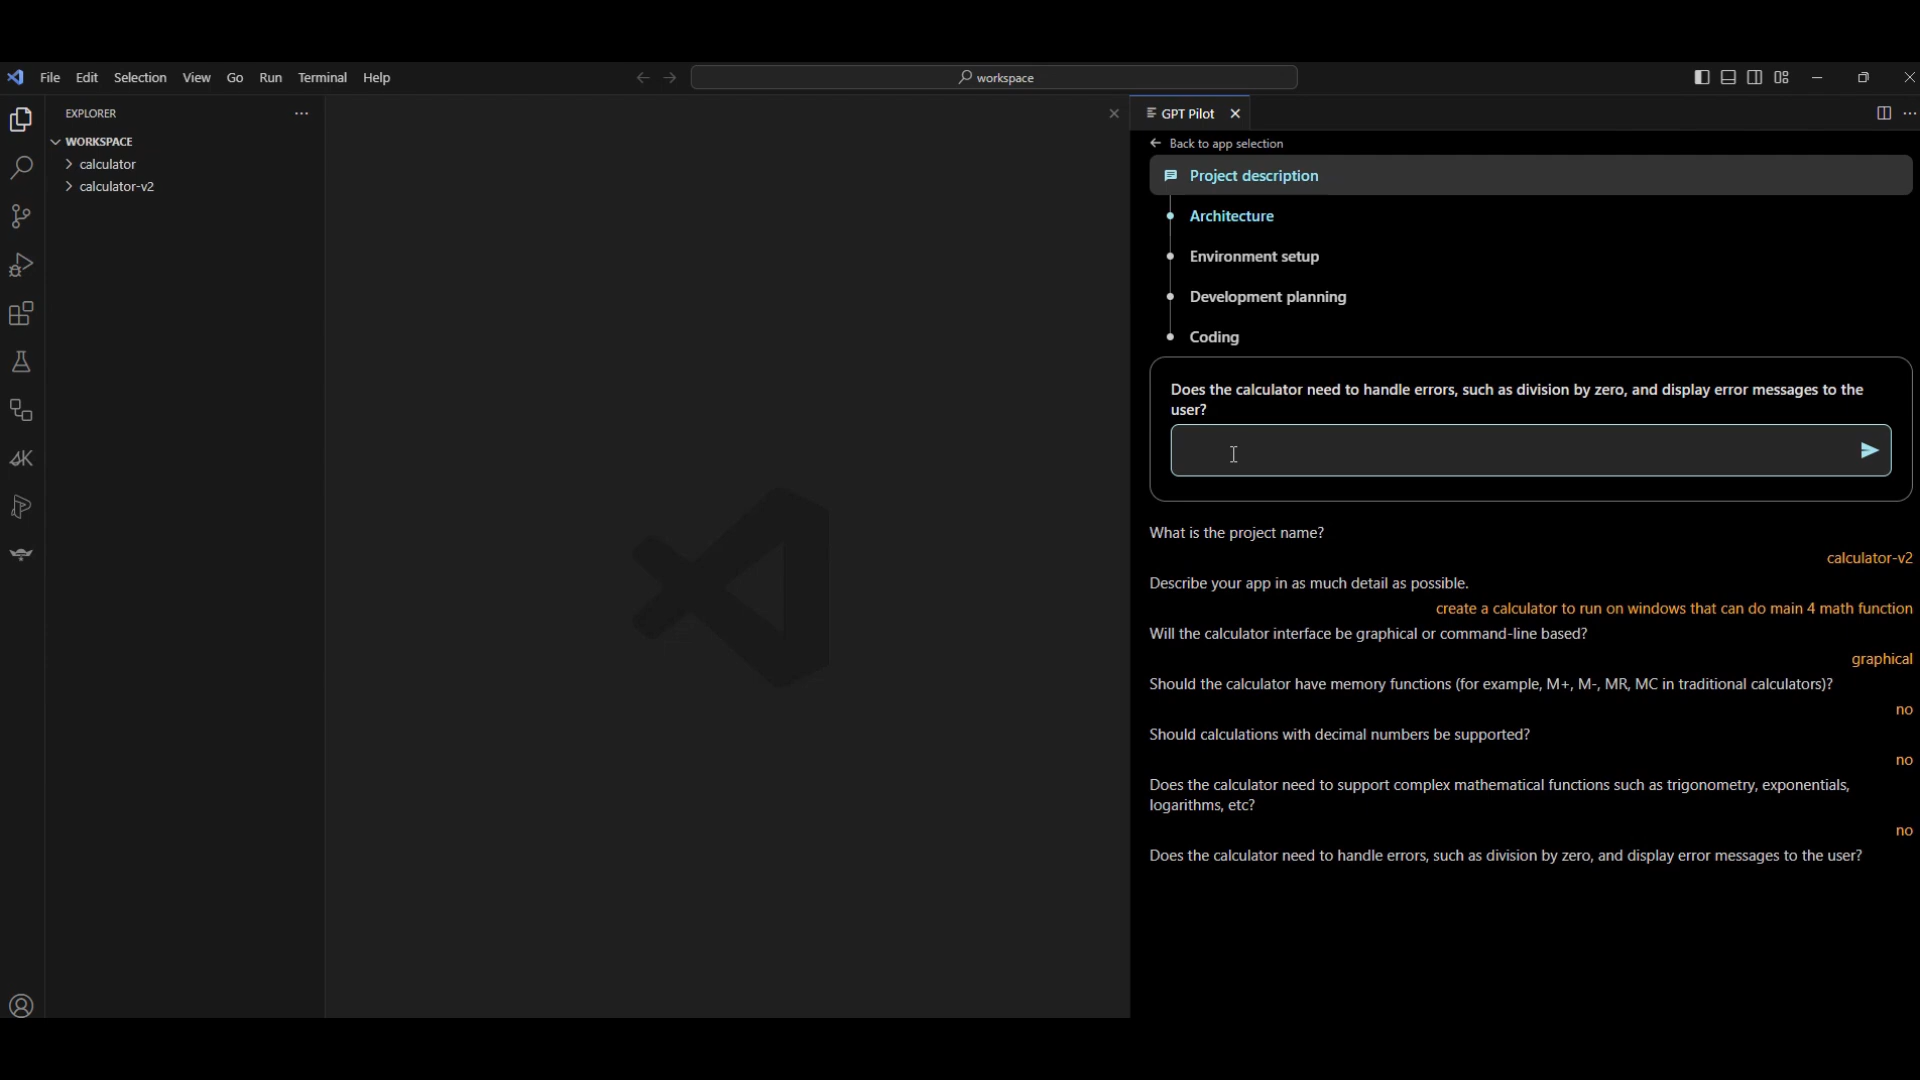 File Edit Selection View Go Run Terminal Help
workspace
EXPLORER
WORKSPACE
calculator
calculator-v2
GPT Pilot
Back to app selection
Project description
Architecture
Environment setup
Development planning
Coding
Does the calculator need to handle errors, such as division by zero, and display error messages to the
user?
What is the project name?
calculator-v2
Describe your app in as much detail as possible.
create a calculator to run on windows that can do main 4 math function
Will the calculator interface be graphical or command-line based?
graphical
Should the calculator have memory functions (for example, M+, M-, MR, MC in traditional calculators)?
no
Should calculations with decimal numbers be supported?
no
Does the calculator need to support complex mathematical functions such as trigonometry, exponentials,
logarithms, etc?
no
Does the calculator need to handle errors, such as division by zero, and display error messages to the user?